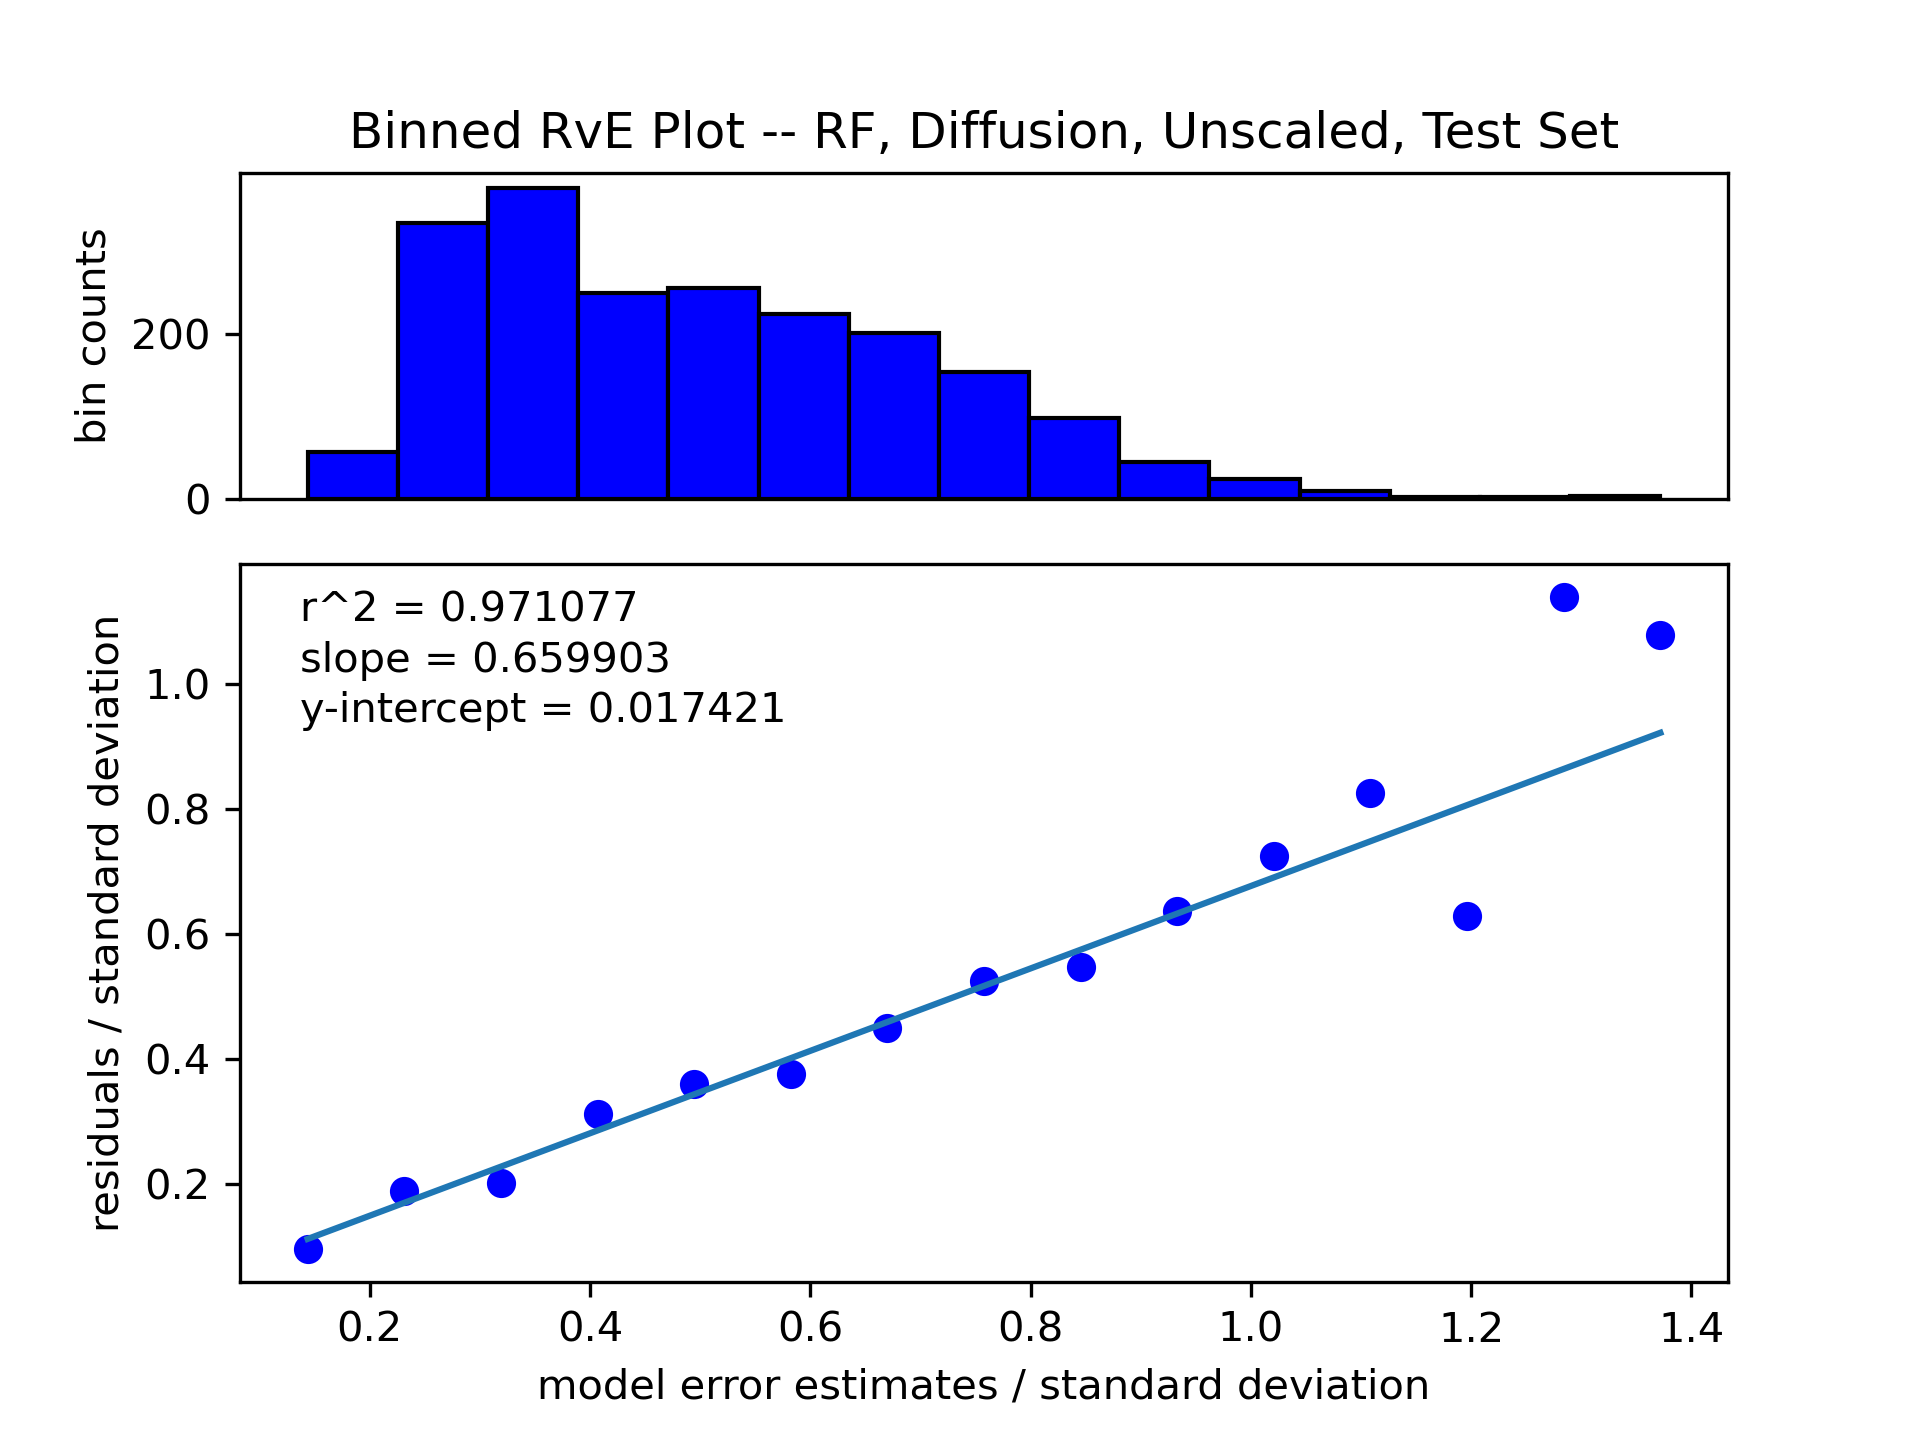 Binned RvE Plot -- RF, Diffusion, Unscaled, Test Set
bin counts
200
0
r^2 = 0.971077
slope = 0.659903
y-intercept = 0.017421
residuals / standard deviation
1.0
0.8
0.6
0.4
0.2
0.2 0.4 0.6 0.8 1.0 1.2 1.4
model error estimates / standard deviation